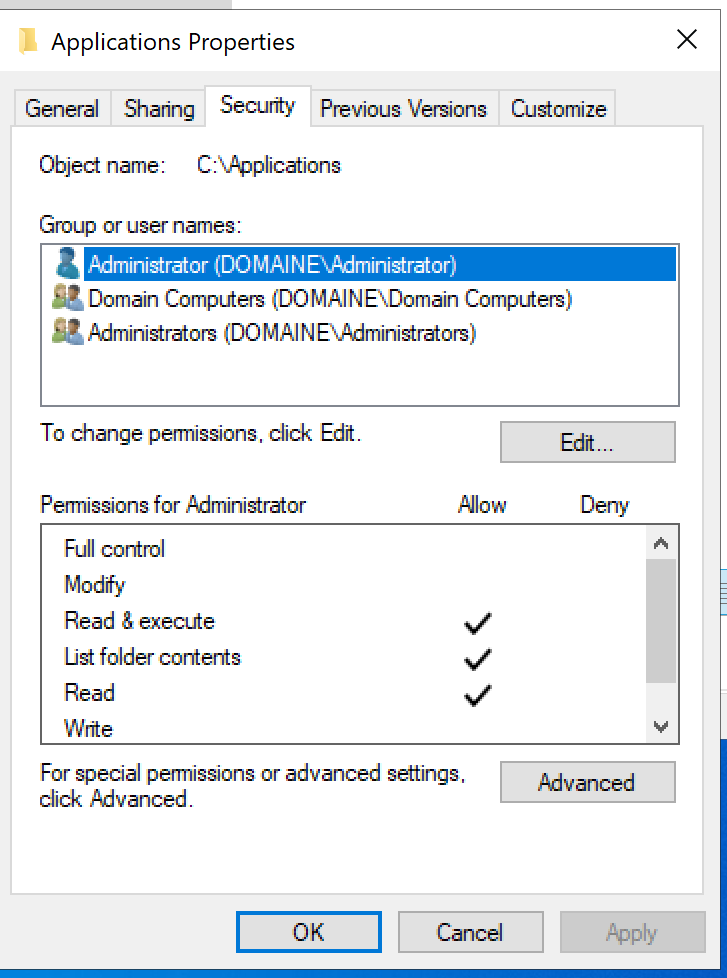 Applications Properties
General Sharing Security Previous Versions Customize
Object name: C:\Applications
Group or user names:
Administrator (DOMAINE\Administrator)
Domain Computers (DOMAINE\Domain Computers)
Administrators (DOMAINE\Administrators)
To change permissions, click Edit.
Edit...
Permissions for Administrator Allow Deny
Full control
Modify
Read & execute
List folder contents
Read
Write
For special permissions or advanced settings,
click Advanced.
Advanced
OK Cancel Apply